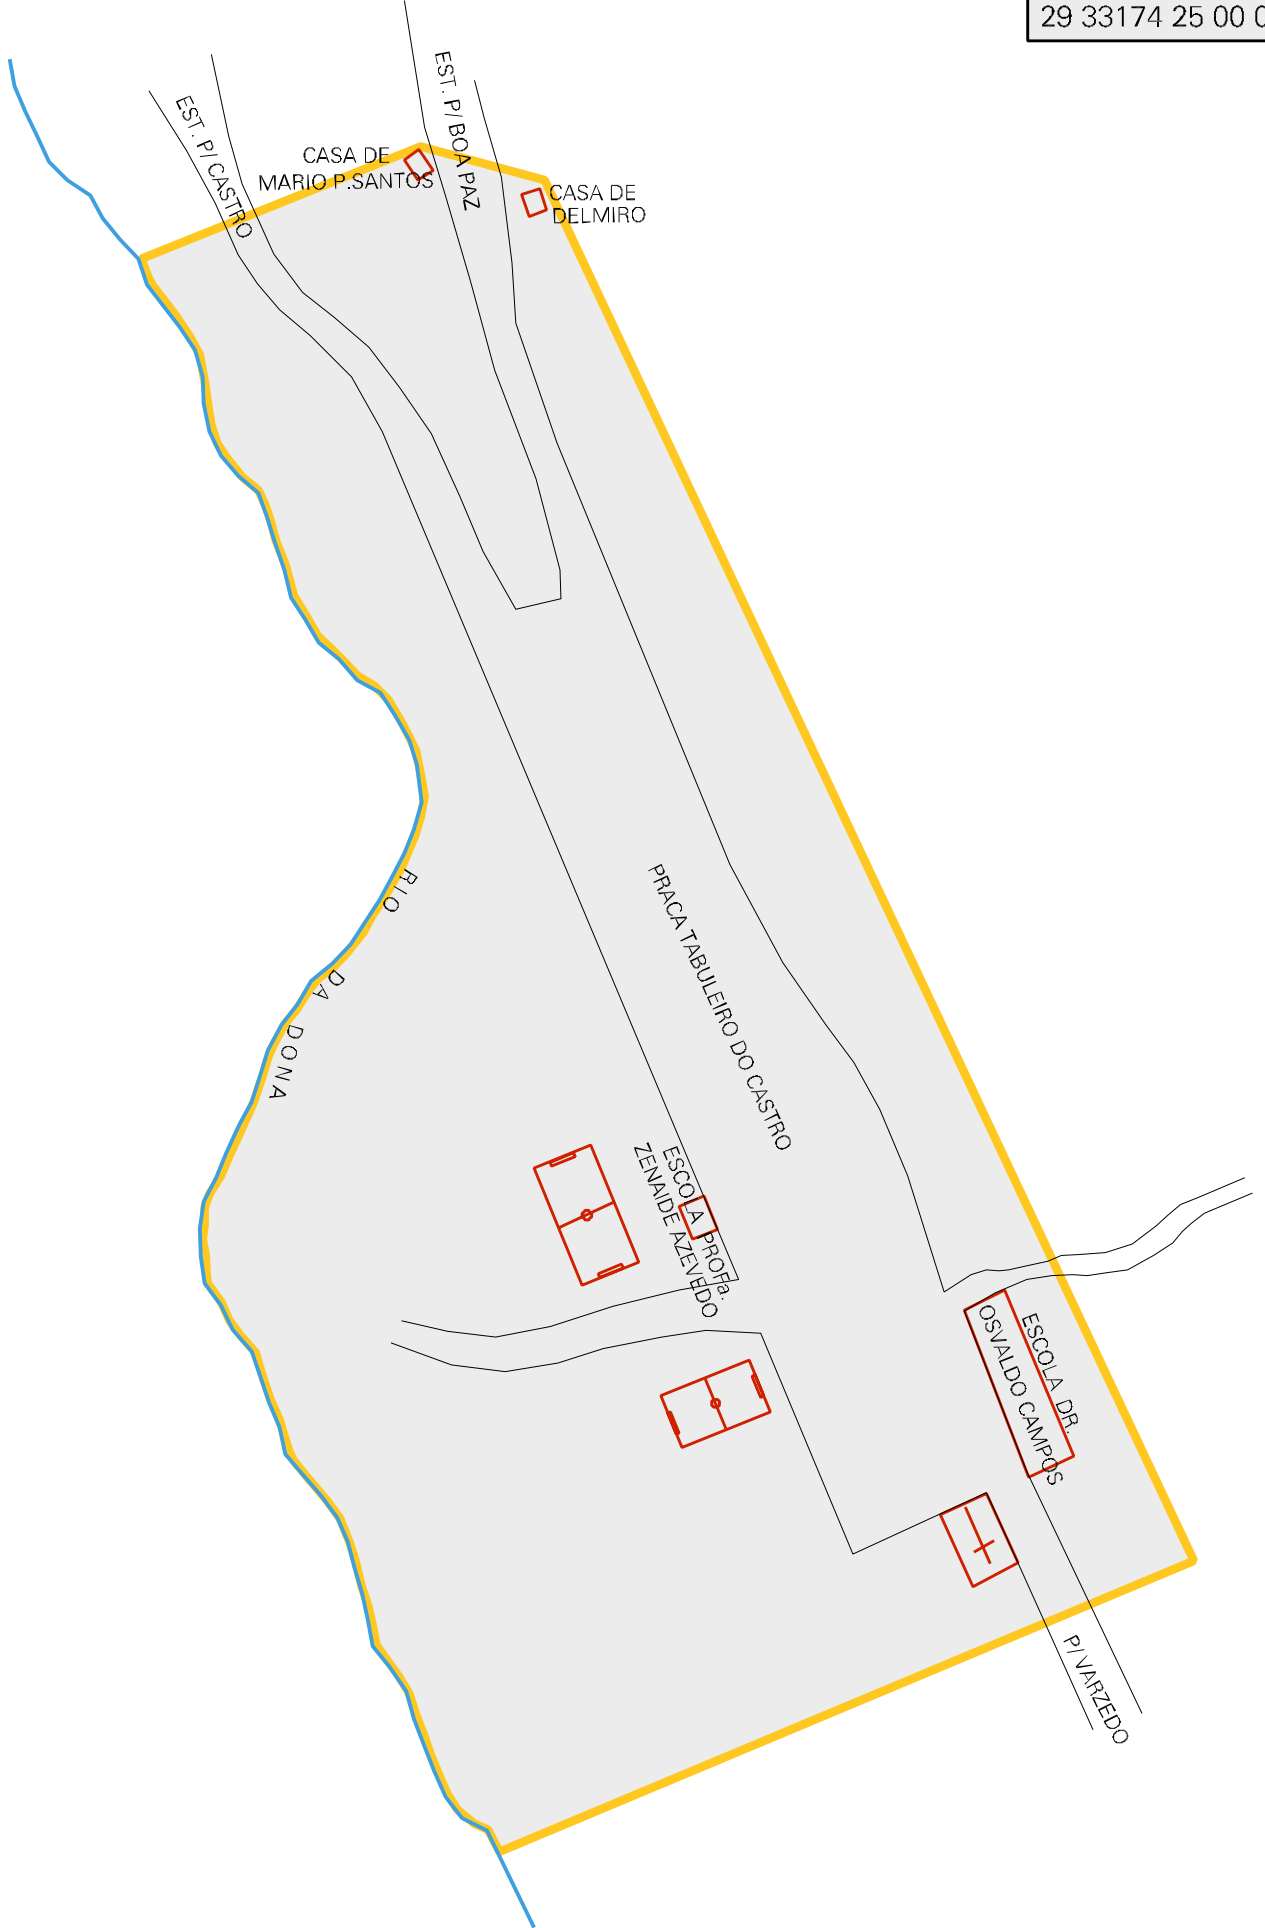 29 33174 25 00 0
EST. P/ CASTRO
EST. P/ BOA PAZ
CASA DE
MARIO P.SANTOS
CASA DE
DELMIRO
RIO DA DONA
PRACA TABULEIRO DO CASTRO
ESCOLA PROFa.
ZENAIDE AZEVEDO
ESCOLA DR.
OSVALDO CAMPOS
P/ VARZEDO